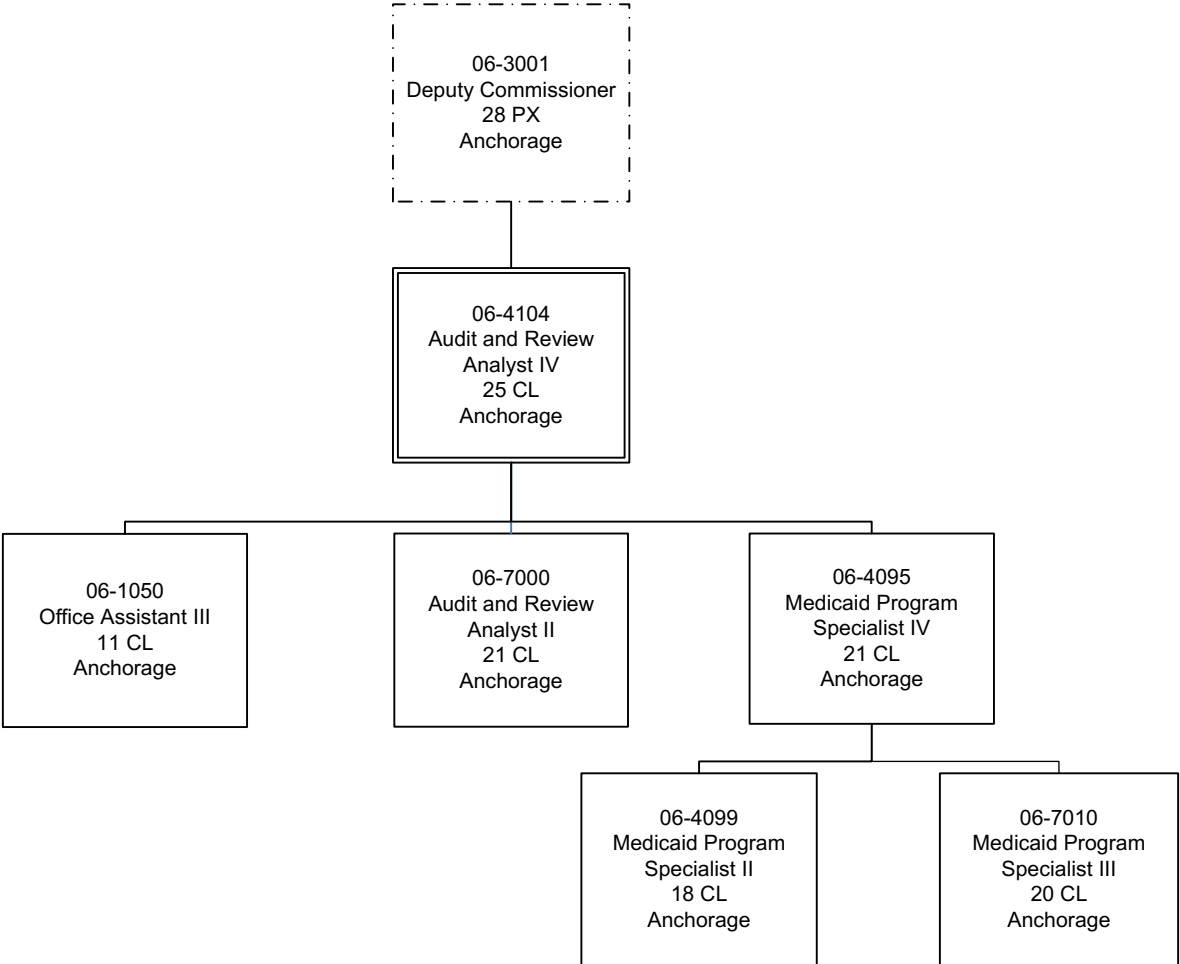 06-3001
Deputy Commissioner
28 PX
Anchorage
06-4104
Audit and Review
Analyst IV
25 CL
Anchorage
06-1050
Office Assistant III
11 CL
Anchorage
06-7000
Audit and Review
Analyst II
21 CL
Anchorage
06-4095
Medicaid Program
Specialist IV
21 CL
Anchorage
06-4099
Medicaid Program
Specialist II
18 CL
Anchorage
06-7010
Medicaid Program
Specialist III
20 CL
Anchorage